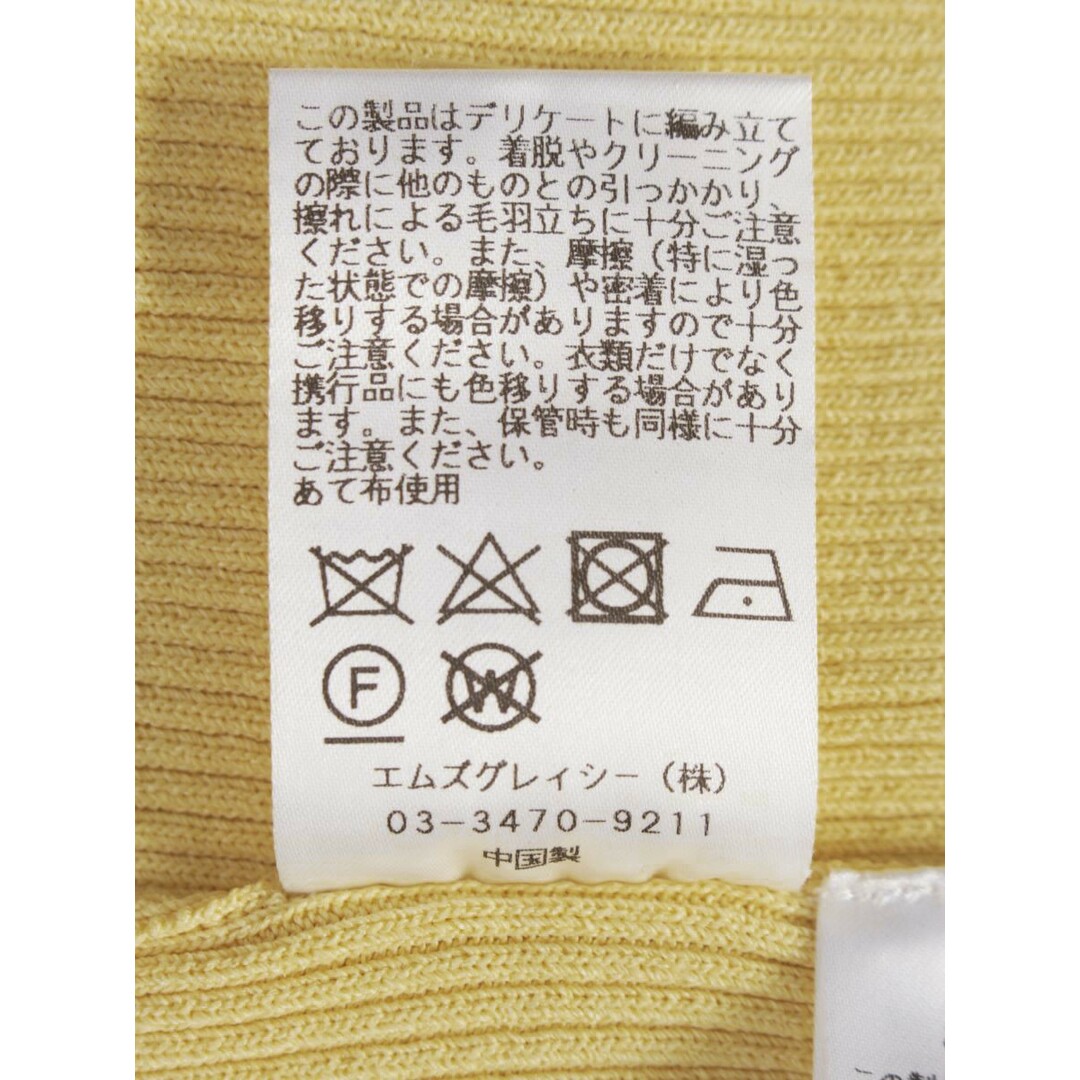 この製品はデリケートに編み立て
ております。着脱やクリーニング
の際に他のものとの引っかかり、
擦れによる毛羽立ちに十分ご注意
ください。また、摩擦（特に湿っ
た状態での摩擦）や密着により色
移りする場合がありますので十分
ご注意ください。衣類だけでなく
携行品にも色移りする場合があり
ます。また、保管時も同様に十分
ご注意ください。
あて布使用
F
W
エムズグレイシー（株）
03-3470-9211
中国製